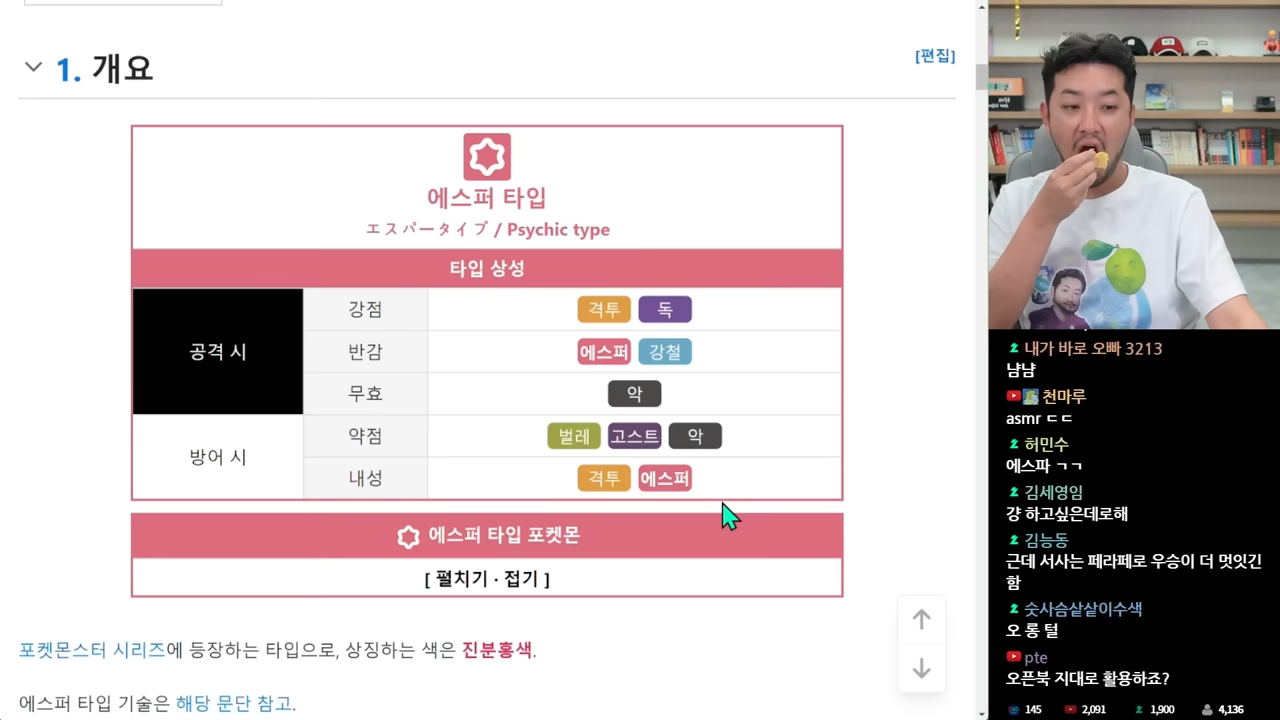 1. 개요
[편집]
에스퍼 타입
エスパータイプ / Psychic type
타입 상성
공격 시
강점
격투 독
반감
에스퍼 강철
무효
악
방어 시
약점
벌레 고스트 악
내성
격투 에스퍼
에스퍼 타입 포켓몬
[ 펼치기 · 접기 ]
포켓몬스터 시리즈에 등장하는 타입으로, 상징하는 색은 진분홍색.
에스퍼 타입 기술은 해당 문단 참고.
내가 바로 오빠 3213
냠냠
천마루
asmr ㄷㄷ
허민수
에스파 ㄱㄱ
김세영임
걍 하고싶은데로해
김능동
근데 서사는 페라페로 우승이 더 멋잇긴
함
숫사슴샅샅이수색
오 롱 털
pte
오픈북 지대로 활용하죠?
145 2,091 1,900 4,136